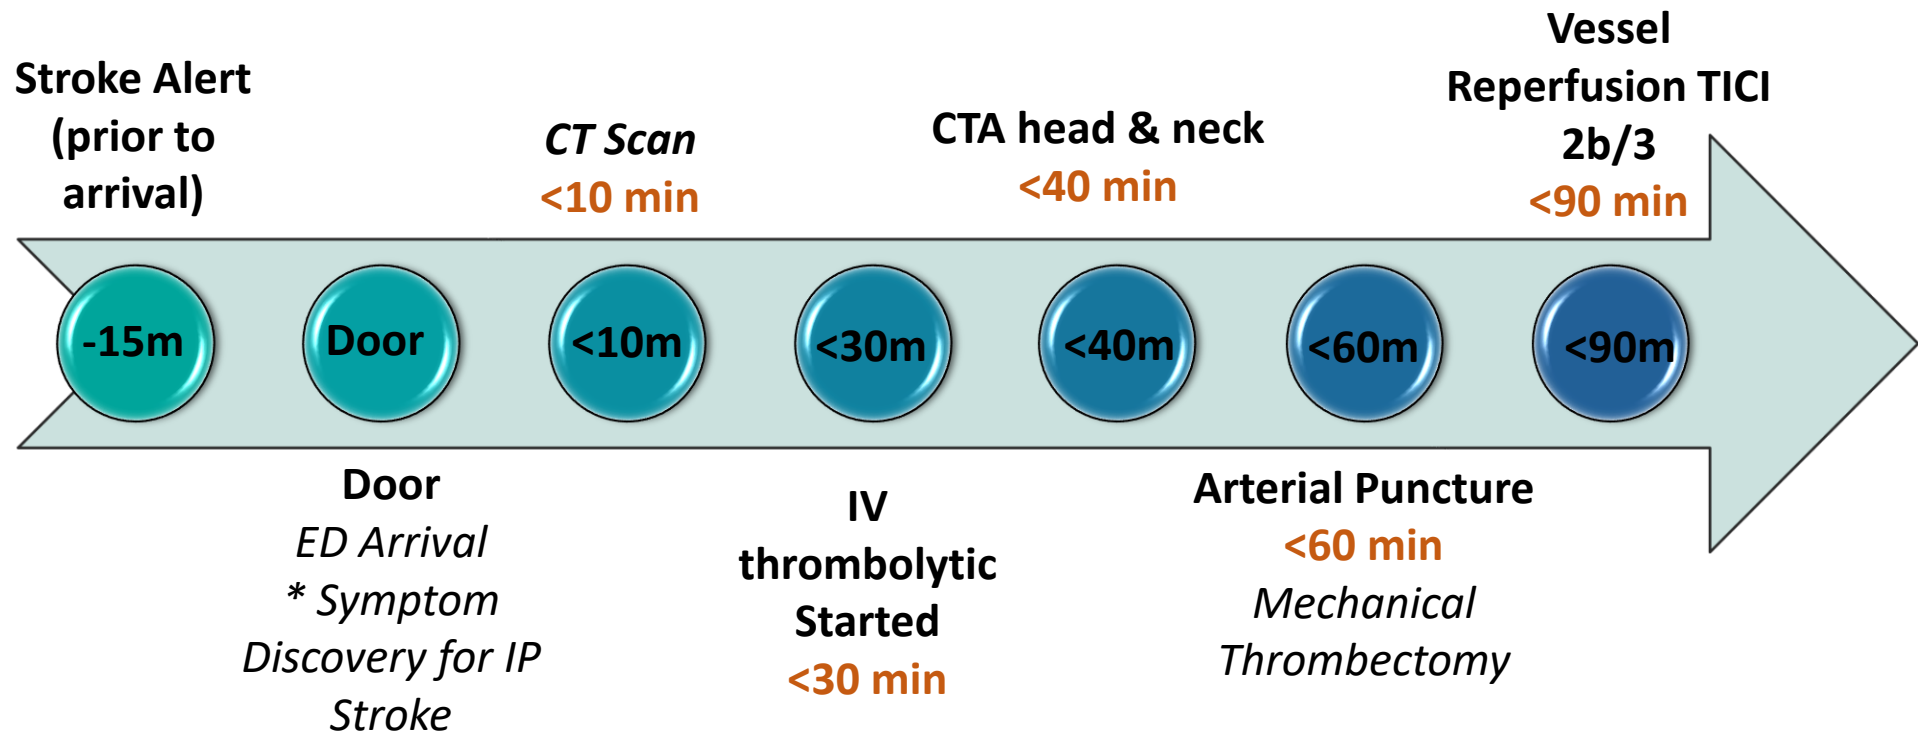 Stroke Alert
(prior to
arrival)
CT Scan
<10 min
CTA head & neck
<40 min
Vessel
Reperfusion TICI
2b/3
<90 min
-15m
Door
<10m
<30m
<40m
<60m
<90m
Door
ED Arrival
* Symptom
Discovery for IP
Stroke
IV
thrombolytic
Started
<30 min
Arterial Puncture
<60 min
Mechanical
Thrombectomy